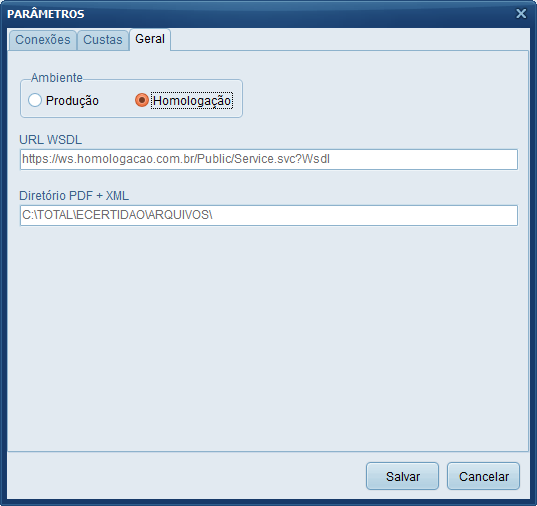 PARÂMETROS
Conexões Custas Geral
Ambiente
Produção Homologação
URL WSDL
https://ws.homologacao.com.br/Public/Service.svc?Wsdl
Diretório PDF + XML
C:\TOTAL\ECERTIDAO\ARQUIVOS\
Salvar Cancelar